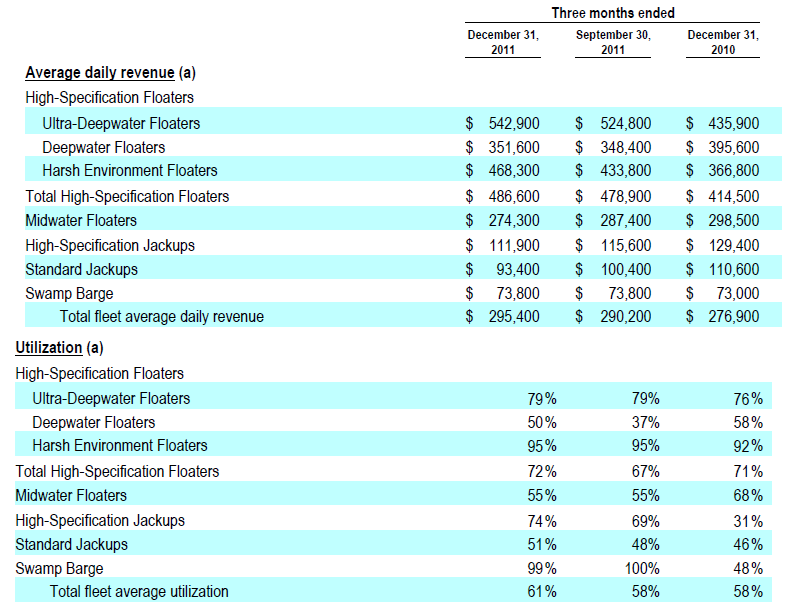 Three months ended
December 31, September 30, December 31,
2011 2011 2010
Average daily revenue (a)
High-Specification Floaters
Ultra-Deepwater Floaters $ 542,900 $ 524,800 $ 435,900
Deepwater Floaters $ 351,600 $ 348,400 $ 395,600
Harsh Environment Floaters $ 468,300 $ 433,800 $ 366,800
Total High-Specification Floaters $ 486,600 $ 478,900 $ 414,500
Midwater Floaters $ 274,300 $ 287,400 $ 298,500
High-Specification Jackups $ 111,900 $ 115,600 $ 129,400
Standard Jackups $ 93,400 $ 100,400 $ 110,600
Swamp Barge $ 73,800 $ 73,800 $ 73,000
Total fleet average daily revenue $ 295,400 $ 290,200 $ 276,900
Utilization (a)
High-Specification Floaters
Ultra-Deepwater Floaters 79% 79% 76%
Deepwater Floaters 50% 37% 58%
Harsh Environment Floaters 95% 95% 92%
Total High-Specification Floaters 72% 67% 71%
Midwater Floaters 55% 55% 68%
High-Specification Jackups 74% 69% 31%
Standard Jackups 51% 48% 46%
Swamp Barge 99% 100% 48%
Total fleet average utilization 61% 58% 58%